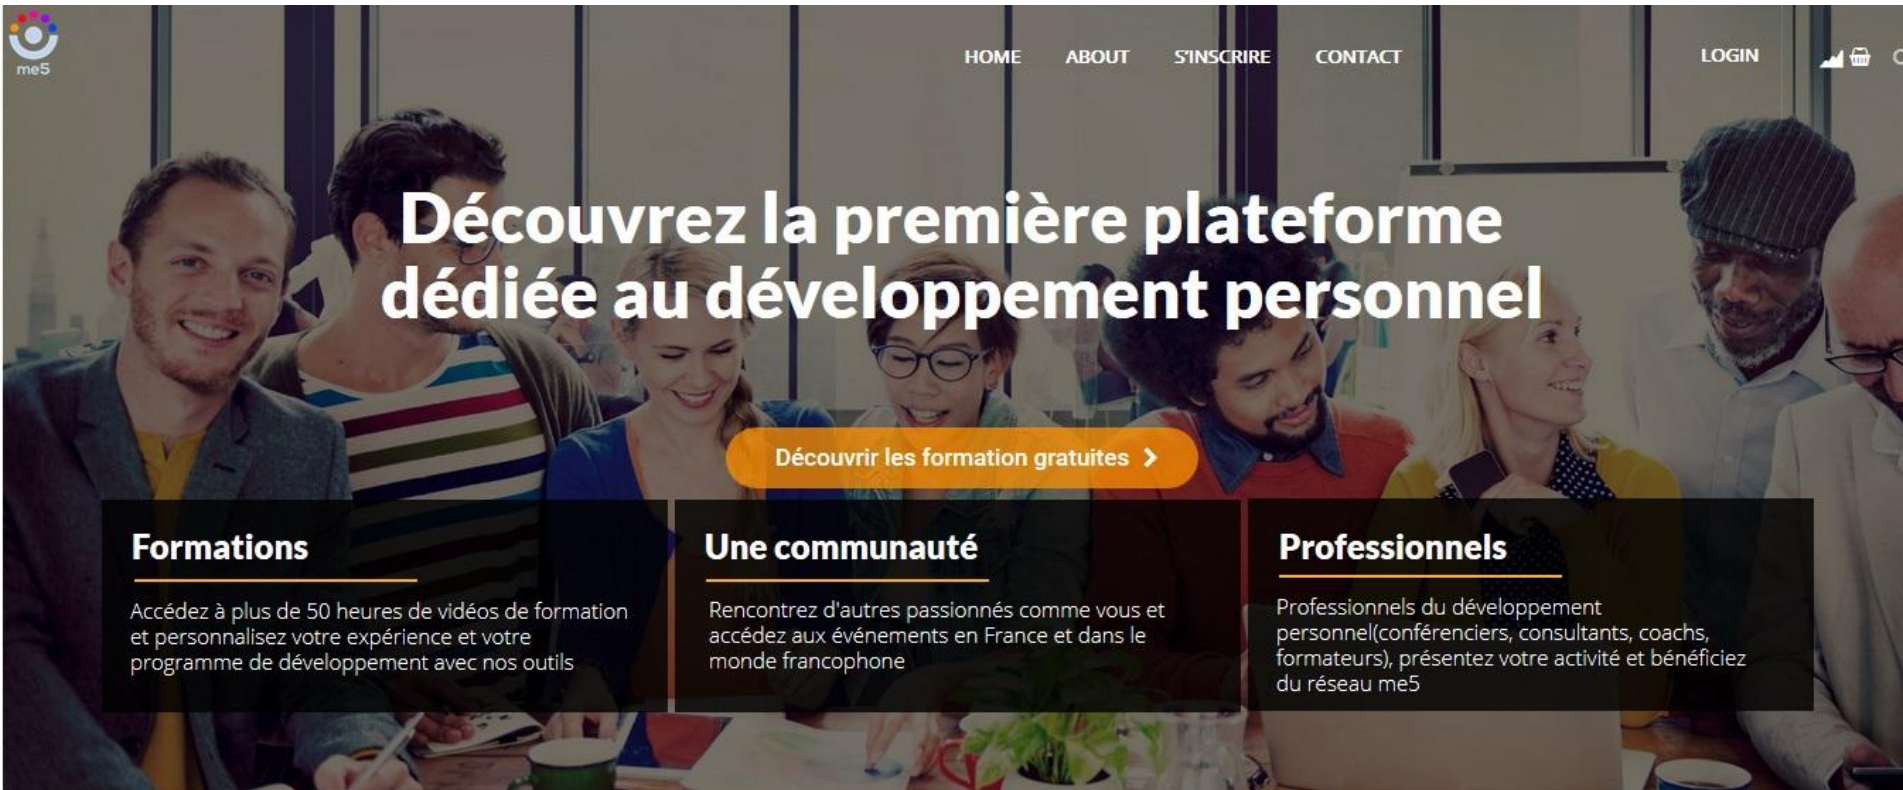 me5
HOME ABOUT S'INSCRIRE CONTACT LOGIN
Découvrez la première plateforme
dédiée au développement personnel
Découvrir les formation gratuites
Formations
Accédez à plus de 50 heures de vidéos de formation
et personnalisez votre expérience et votre
programme de développement avec nos outils
Une communauté
Rencontrez d'autres passionnés comme vous et
accédez aux événements en France et dans le
monde francophone
Professionnels
Professionnels du développement
personnel(conférenciers, consultants, coachs,
formateurs), présentez votre activité et bénéficiez
du réseau me5